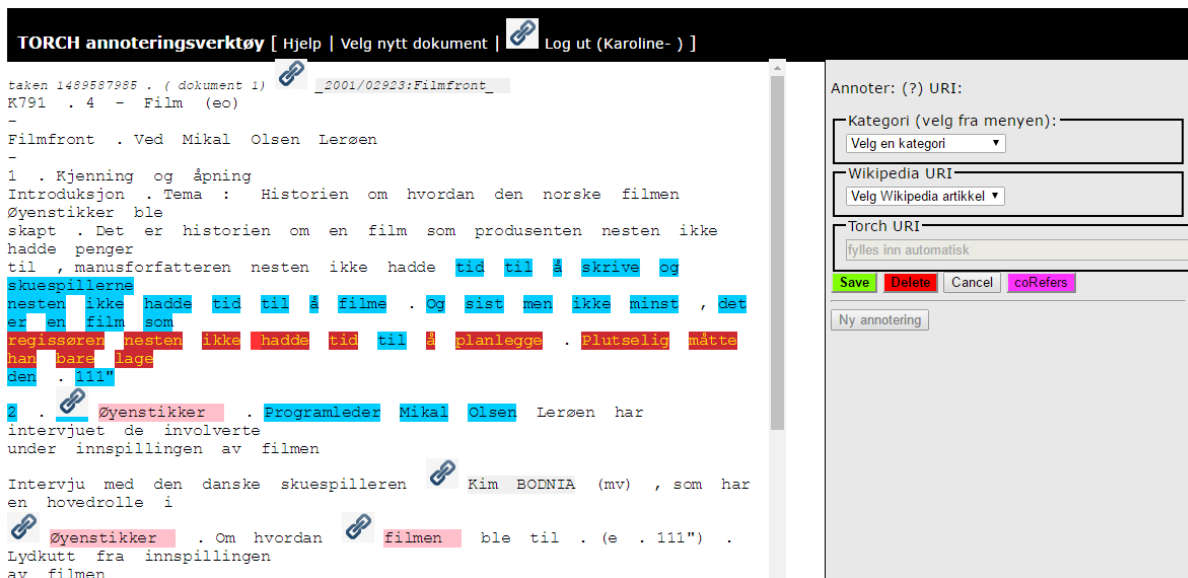 TORCH annoteringsverktøy [ Hjelp | Velg nytt dokument | Log ut (Karoline- ) ]
taken 1489587985 . ( dokument 1) _2001/02923:Filmfront_
K791 . 4 - Film (eo)
-
Filmfront . Ved Mikal Olsen Lerøen
-
1 . Kjenning og åpning
Introduksjon . Tema : Historien om hvordan den norske filmen
Øyenstikker ble
skapt . Det er historien om en film som produsenten nesten ikke
hadde penger
til , manusforfatteren nesten ikke hadde tid til å skrive og
skuespillerne
nesten ikke hadde tid til å filme . Og sist men ikke minst , det
er en film som
regissøren nesten ikke hadde tid til å planlegge . Plutselig måtte
han bare lage
den . 111"
2 . Øyenstikker . Programleder Mikal Olsen Lerøen har
intervjuet de involverte
under innspillingen av filmen
Intervju med den danske skuespilleren Kim BODNIA (mv) , som har
en hovedrolle i
Øyenstikker . Om hvordan filmen ble til . (e . 111") .
Lydkutt fra innspillingen
av filmen
Annoter: (?) URI:
Kategori (velg fra menyen):
Velg en kategori
Wikipedia URI
Velg Wikipedia artikkel
Torch URI
fylles inn automatisk
Save Delete Cancel coRefers
Ny annotering